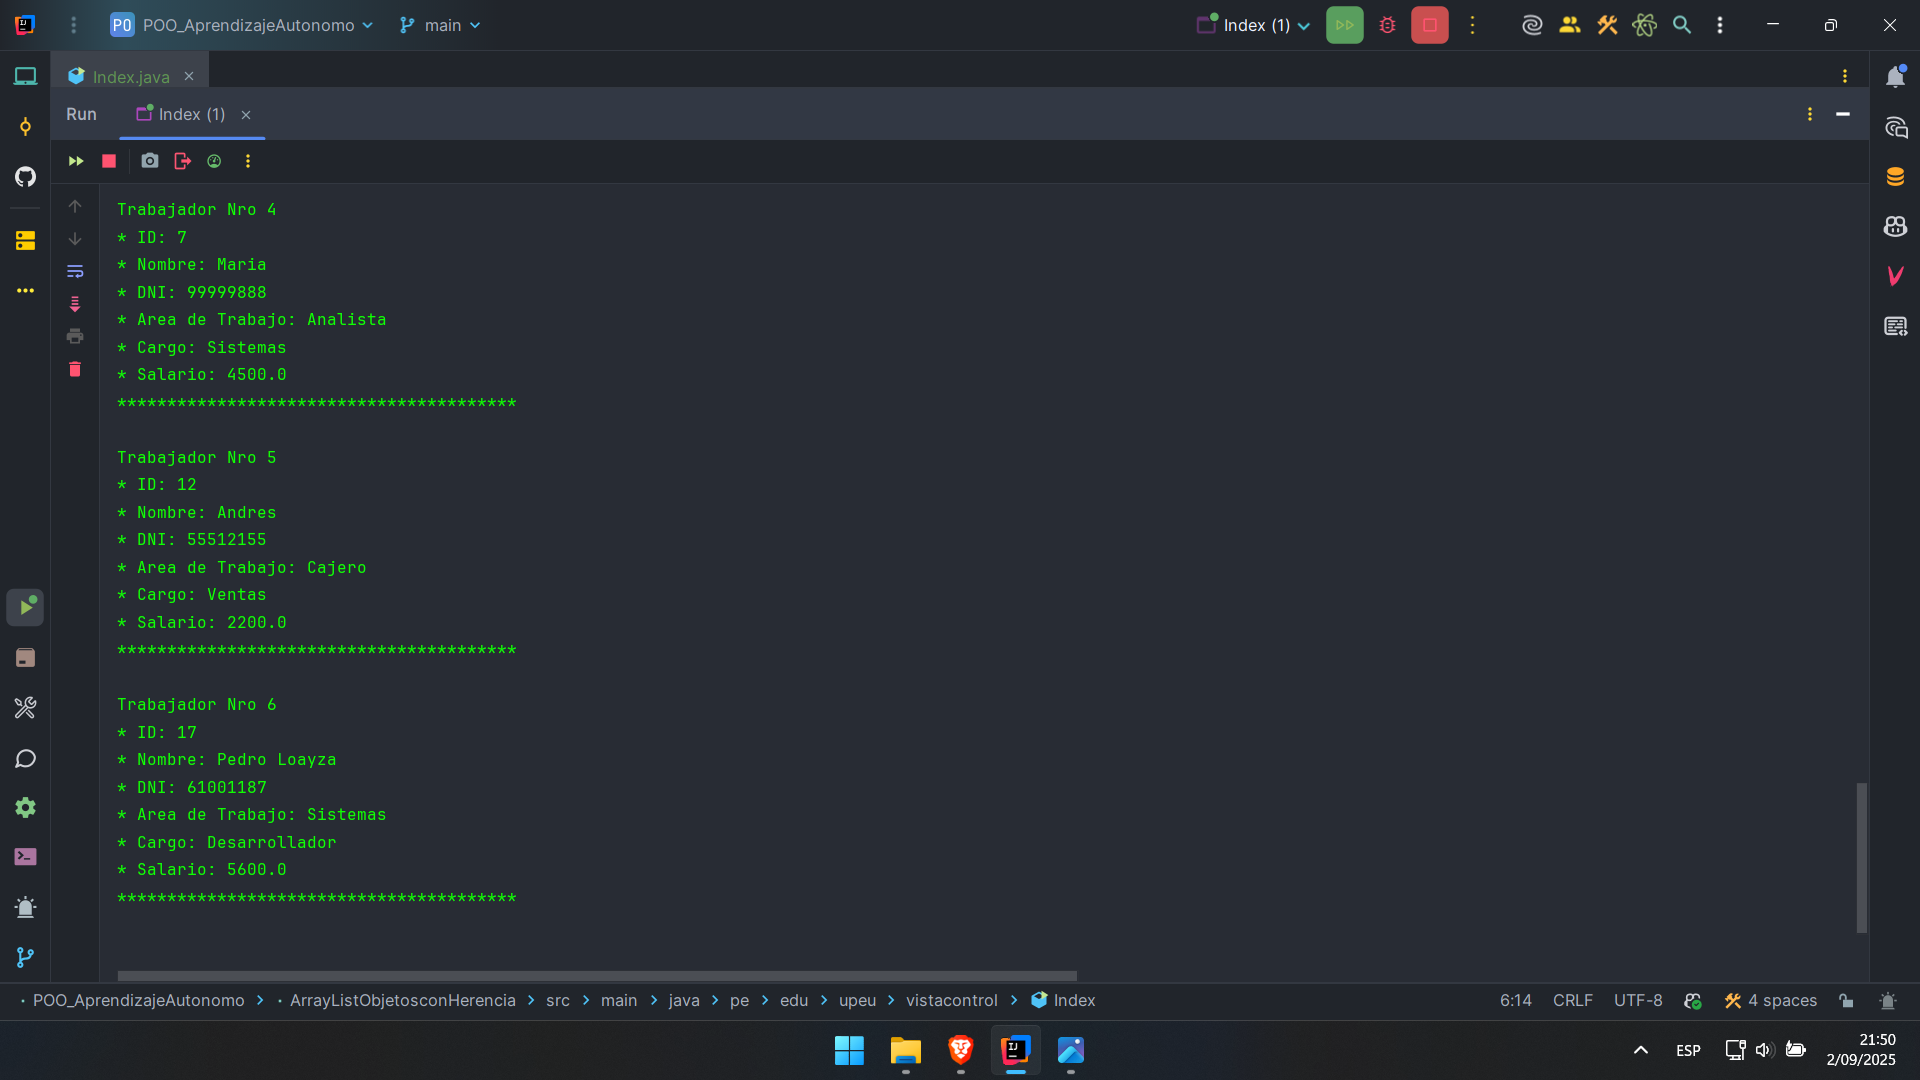 PO POO_AprendizajeAutonomo main Index (1)
Index.java
Run Index (1)
Trabajador Nro 4
* ID: 7
* Nombre: Maria
* DNI: 99999888
* Area de Trabajo: Analista
* Cargo: Sistemas
* Salario: 4500.0
****************************************
Trabajador Nro 5
* ID: 12
* Nombre: Andres
* DNI: 55512155
* Area de Trabajo: Cajero
* Cargo: Ventas
* Salario: 2200.0
****************************************
Trabajador Nro 6
* ID: 17
* Nombre: Pedro Loayza
* DNI: 61001187
* Area de Trabajo: Sistemas
* Cargo: Desarrollador
* Salario: 5600.0
****************************************
POO_AprendizajeAutonomo > ArrayListObjetosconHerencia > src > main > java > pe > edu > upeu > vistacontrol > Index 6:14 CRLF UTF-8 4 spaces
ESP 21:50
2/09/2025